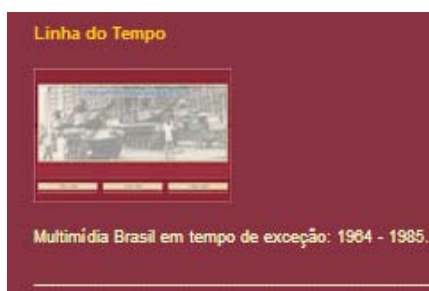 Linha do Tempo
Multimídia Brasil em tempo de exceção: 1964 - 1985.